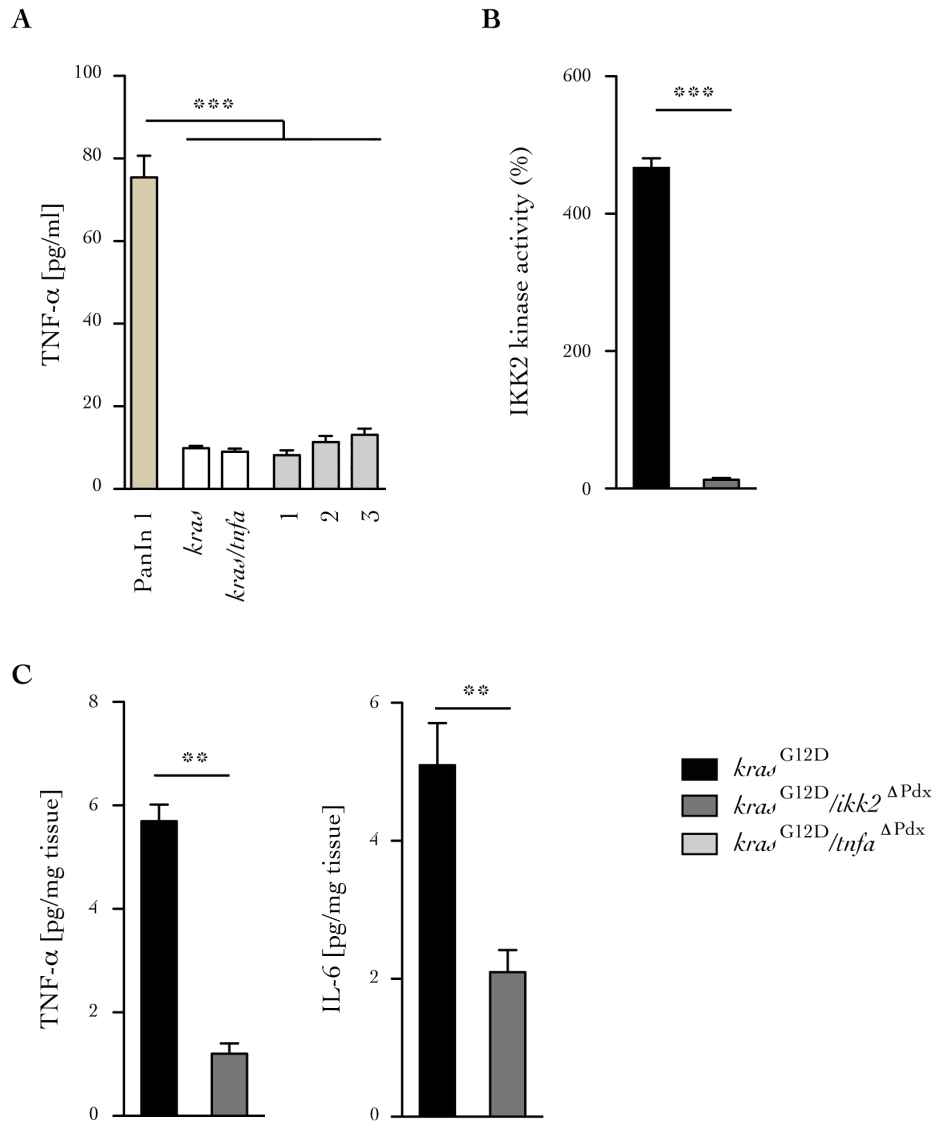 A
TNF-α [pg/ml]
100
80
60
40
20
0
***
PanIn 1
kras
kras/tnfa
1
2
3
B
IKK2 kinase activity (%)
600
400
200
0
***
C
TNF-α [pg/mg tissue]
8
6
4
2
0
**
IL-6 [pg/mg tissue]
6
4
2
0
**
kras G12D
kras G12D/ikk2 ΔPdx
kras G12D/tnfa ΔPdx